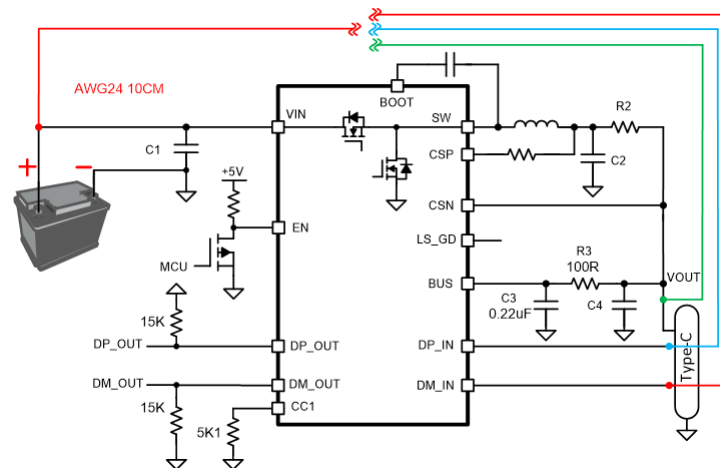 AWG24 10CM
BOOT
VIN
SW
R2
C1
CSP
C2
+
−
+5V
CSN
EN
LS_GD
R3
100R
MCU
BUS
VOUT
C3
0.22uF
C4
15K
DP_OUT
DP_OUT
DP_IN
Type-C
DM_OUT
DM_OUT
DM_IN
15K
CC1
5K1